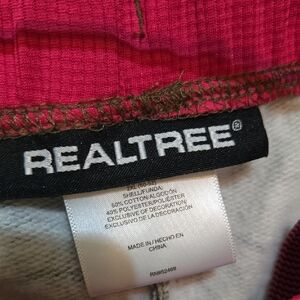 REALTREE®
SHELL/FUNDA:
60% COTTON/ALGODÓN
40% POLYESTER/POLIÉSTER
EXCLUSIVE OF DECORATION
EXCLUSIVO DE LA DECORACIÓN
MADE IN / HECHO EN
CHINA